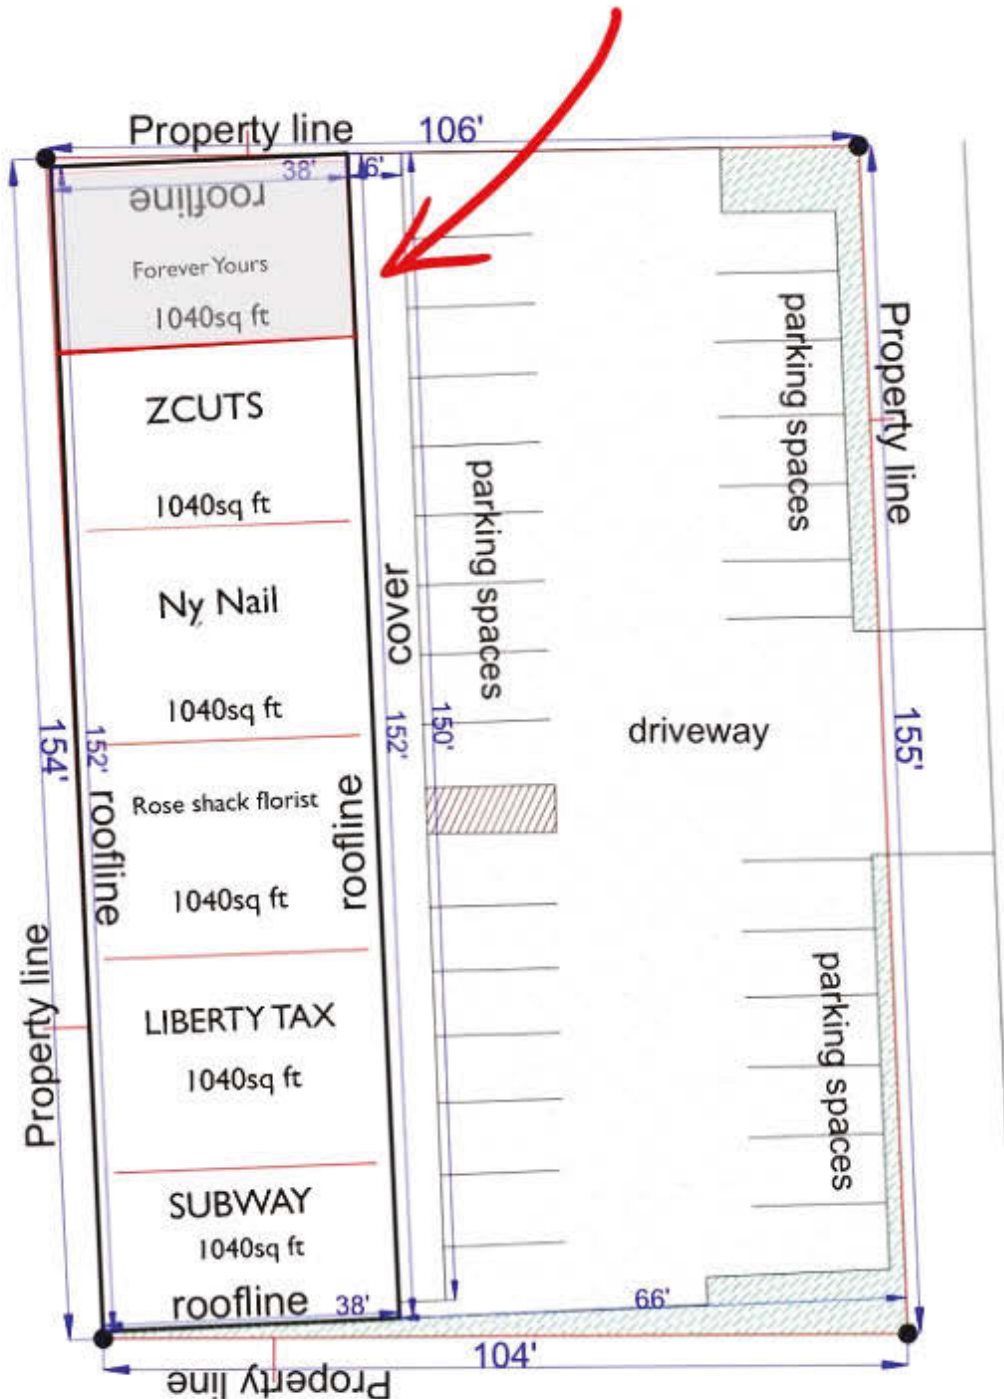 Property line
106'
38'
6'
roofline
Forever Yours
1040sq ft
ZCUTS
1040sq ft
Ny Nail
1040sq ft
Rose shack florist
1040sq ft
LIBERTY TAX
1040sq ft
SUBWAY
1040sq ft
roofline
38'
66'
104'
Property line
Property line
154'
152'
roofline
roofline
152'
cover
150'
parking spaces
driveway
parking spaces
Property line
155'
parking spaces